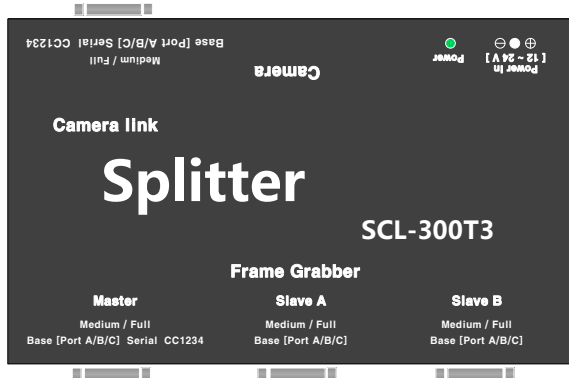 Base [Port A/B/C] Serial CC1234
Medium / Full
Camera
Power
Power In
[ 12 ~ 24 V ]
Camera link
Splitter
SCL-300T3
Frame Grabber
Master
Medium / Full
Base [Port A/B/C] Serial CC1234
Slave A
Medium / Full
Base [Port A/B/C]
Slave B
Medium / Full
Base [Port A/B/C]